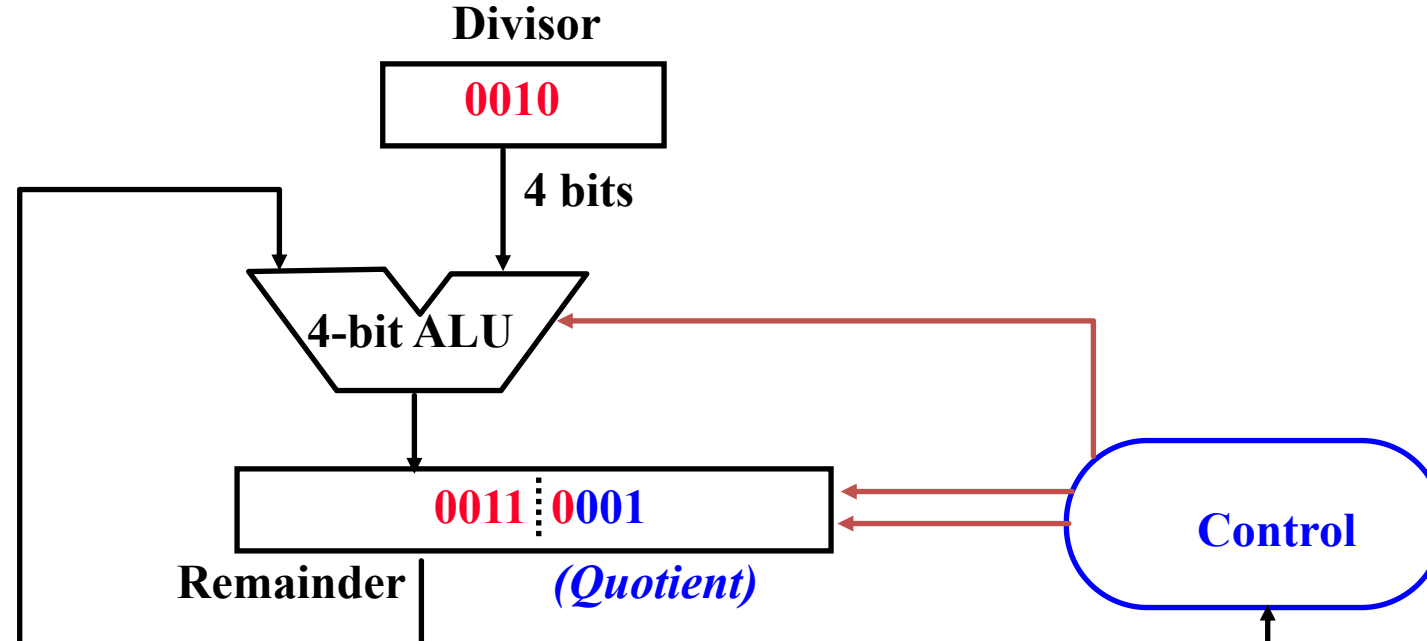 Divisor
0010
4 bits
4-bit ALU
0011 0001
Control
Remainder (Quotient)